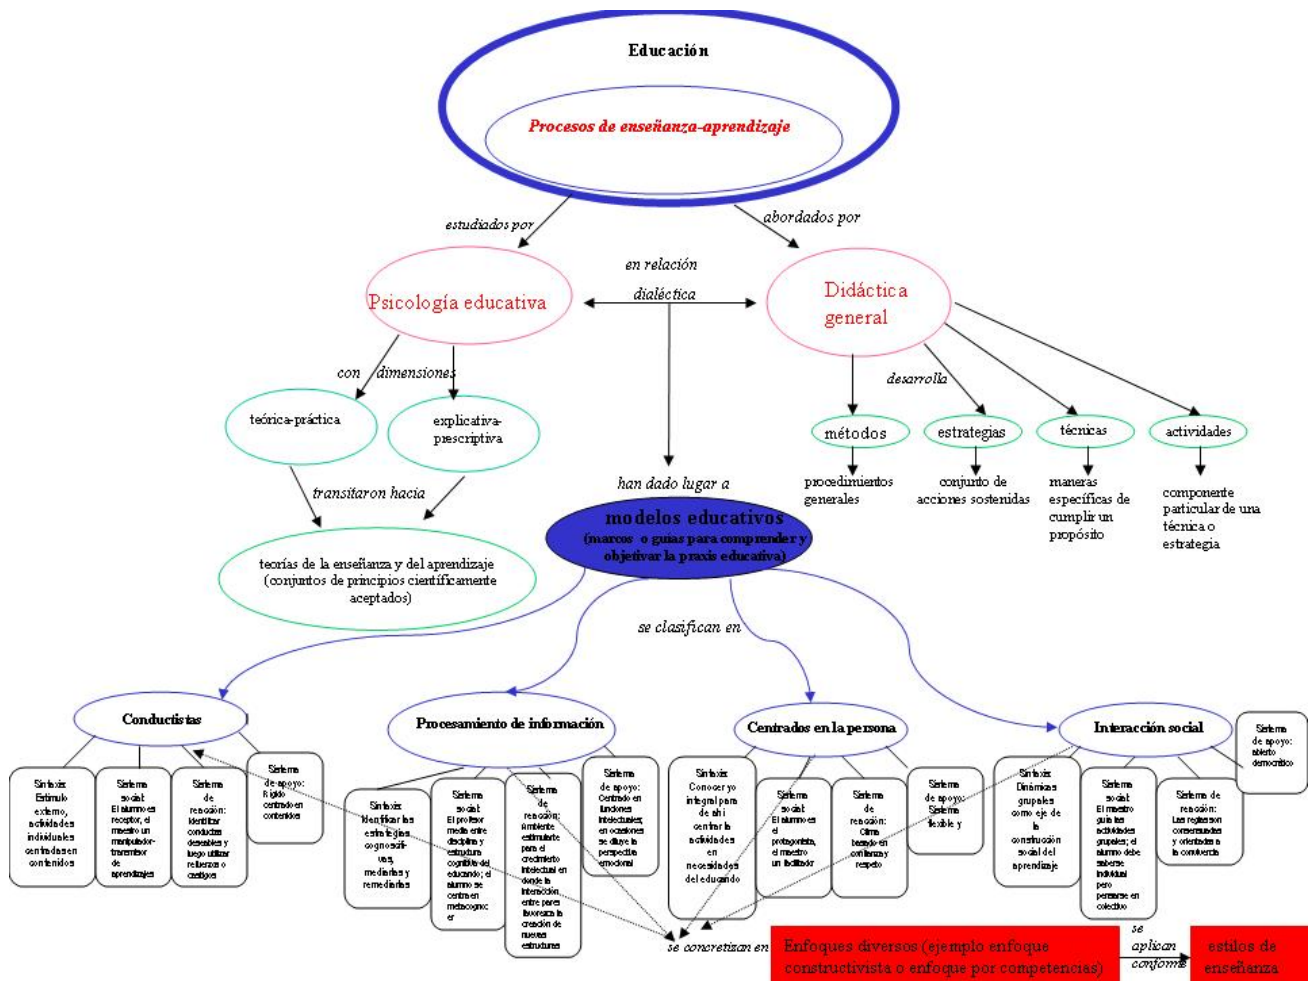 Educación
Procesos de enseñanza-aprendizaje
estudiados por
abordados por
en relación
dialéctica
Psicología educativa
Didáctica
general
con dimensiones
desarrolla
teórica-práctica
explicativa-
prescriptiva
métodos
estrategias
técnicas
actividades
transitaron hacia
han dado lugar a
procedimientos
generales
conjunto de
acciones sostenidas
maneras
específicas de
cumplir un
propósito
componente
particular de una
técnica o
estrategia
modelos educativos
(marcos o guías para comprender y
objetivar la praxis educativa)
teorías de la enseñanza y del aprendizaje
(conjuntos de principios científicamente
aceptados)
se clasifican en
Conductistas
Procesamiento de información
Centrados en la persona
Interacción social
Sintaxis:
Estímulo
externo,
actividades
individuales
centradas en
contenidos
Sistema
social:
El alumno es
receptor, el
maestro un
manipulador-
transmisor
de
aprendizajes
Sistema
de
reacción:
Identificar
conductas
deseables y
luego utilizar
refuerzos o
castigos
Sistema
de apoyo:
Rígido
centrado en
contenidos
Sintaxis:
Identificar las
estrategias
cognosciti-
vas,
mediarlas y
remediarlas
Sistema
social:
El profesor
media entre
disciplina y
estructura
cognitiva del
educando; el
alumno se
centra en
metacognoc
er
Sistema
de
reacción:
Ambiente
estimulante
para el
crecimiento
intelectual en
donde la
interacción
entre pares
favorezca la
creación de
nuevas
estructuras
Sistema
de apoyo:
Centrado en
funciones
intelectuales;
en ocasiones
se diluye la
perspectiva
emocional
Sintaxis:
Conocer yo
integral para
de ahí
centrar la
actividades
en
necesidades
del educando
Sistema
social:
El alumno es
el
protagonista,
el maestro
un facilitador
Sistema
de
reacción:
Clima
basado en
confianza y
respeto
Sistema
de apoyo:
Sistema
flexible y
Sintaxis:
Dinámicas
grupales
como eje de
la
construcción
social del
aprendizaje
Sistema
social:
El maestro
guía las
actividades
grupales; el
alumno debe
saberse
individual
pero
pensarse en
colectivo
Sistema de
reacción:
Las reglas son
consensuadas
y orientadas a
la convivencia
Sistema
de apoyo:
abierto
democrático
se concretizan en
Enfoques diversos (ejemplo enfoque
constructivista o enfoque por competencias)
se
aplican
conforme
estilos de
enseñanza